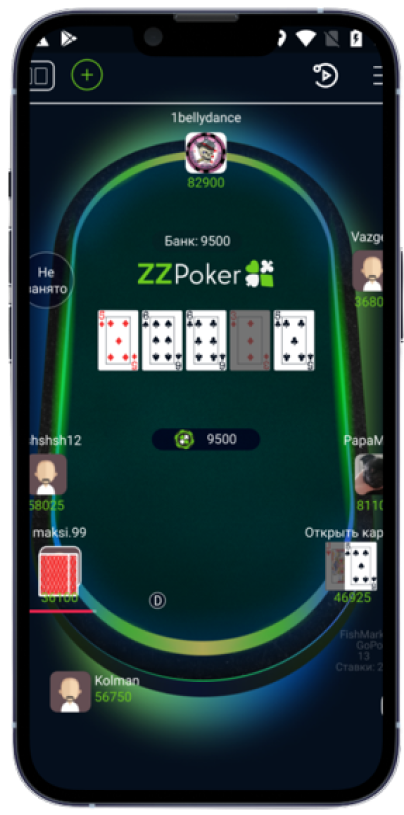 1bellydance
82900
Банк: 9500
Vazge
ZZPoker
Не
занято
3680
9500
hshsh12
PapaM
58025
8110
maksi.99
Открыть кар
36100
46925
D
FishMark
GoPo
13
Ставки: 2
Kolman
56750